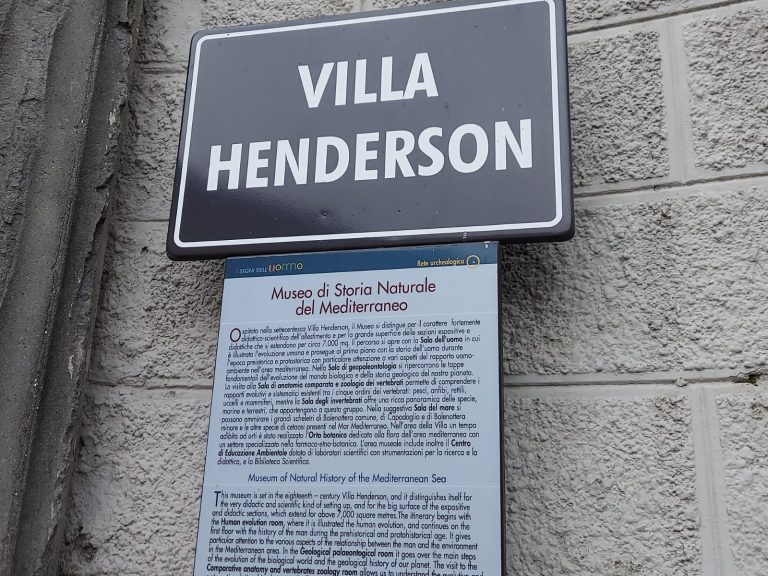 VILLA
HENDERSON
I SEGNI DELL'UOMO
Rete archeologica
Museo di Storia Naturale
del Mediterraneo
Ospitato nella settecentesca Villa Henderson, il Museo si distingue per il carattere fortemente
didattico-scientifico dell'allestimento e per la grande superficie delle sezioni espositive e
didattiche che si estendono per circa 7.000 mq. Il percorso si apre con la Sala dell'uomo in cui
è illustrata l'evoluzione umana e prosegue al primo piano con la storia dell'uomo durante
l'epoca preistorica e protostorica con particolare attenzione a vari aspetti del rapporto uomo-
ambiente nell'area mediterranea. Nella Sala di geopaleontologia si ripercorrono le tappe
fondamentali dell'evoluzione del mondo biologico e della storia geologica del nostro pianeta.
La visita alla Sala di anatomia comparata e zoologia dei vertebrati permette di comprendere i
rapporti evolutivi e sistematici esistenti tra i cinque ordini dei vertebrati: pesci, anfibi, rettili,
uccelli e mammiferi, mentre la Sala degli invertebrati offre una ricca panoramica delle specie,
marine e terrestri, che appartengono a questo gruppo. Nella suggestiva Sala del mare si
possono ammirare i grandi scheletri di Balenottera comune, di Capodoglio e di Balenottera
minore e le altre specie di cetacei presenti nel Mar Mediterraneo. Nell'area della Villa un tempo
adibita ad orti è stato realizzato l'Orto botanico dedicato alla flora dell'area mediterranea con
un settore specializzato nella farmaco-etno-botanica. L'area museale include inoltre il Centro
di Educazione Ambientale dotato di laboratori scientifici con strumentazioni per la ricerca e la
didattica, e la Biblioteca Scientifica.
Museum of Natural History of the Mediterranean Sea
This museum is set in the eighteenth – century Villa Henderson, and it distinguishes itself for
the very didactic and scientific kind of setting up, and for the big surface of the expositive
and didactic sections, which extend for above 7,000 square metres. The itinerary begins with
the Human evolution room, where it is illustrated the human evolution, and continues on the
first floor with the history of the man during the prehistorical and protohistorical age. It gives
particular attention to the various aspects of the relationship between the man and the environment
in the Mediterranean area. In the Geological palaeontological room it goes over the main steps
of the evolution of the biological world and the geological history of our planet. The visit to the
Comparative anatomy and vertebrates zoology room allows us to understand the evolutive and